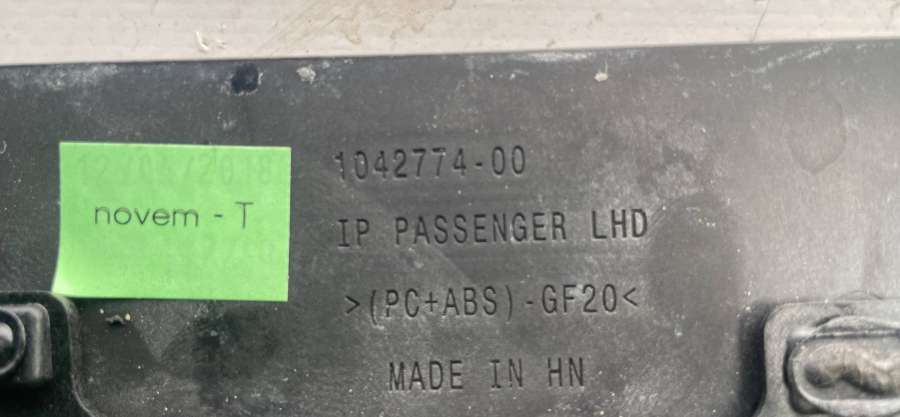 novem - T
1042774-00
IP PASSENGER LHD
>(PC+ABS)-GF20<
MADE IN HN